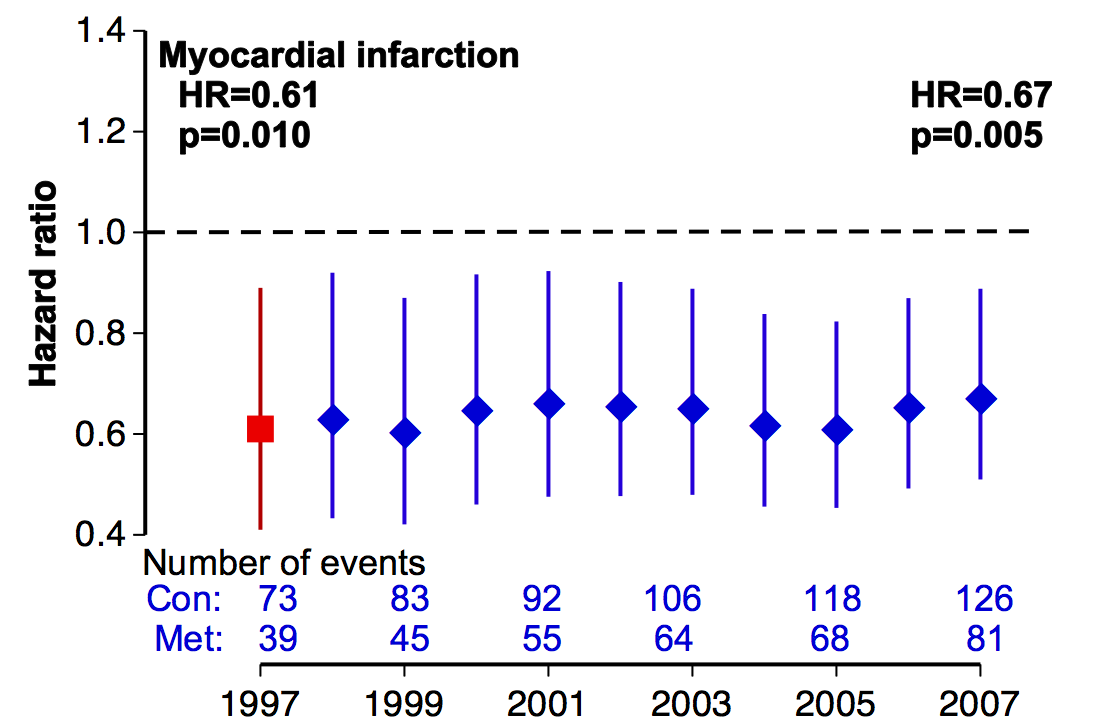 1.4
Myocardial infarction
HR=0.61 HR=0.67
p=0.010 p=0.005
1.2
1.0
0.8
0.6
0.4
Hazard ratio
Number of events
Con: 73 83 92 106 118 126
Met: 39 45 55 64 68 81
1997 1999 2001 2003 2005 2007